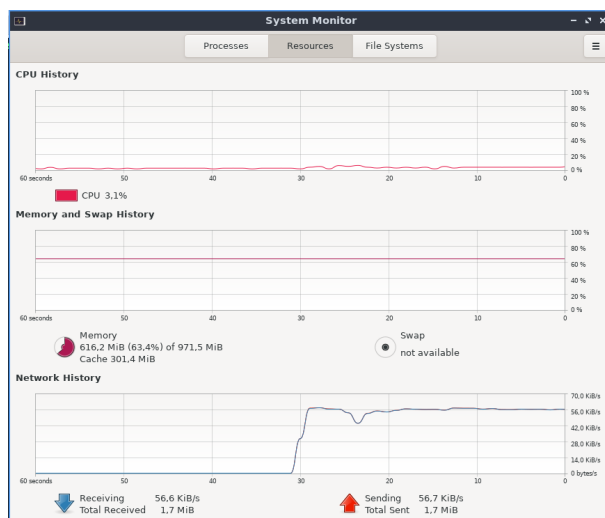 System Monitor
Processes Resources File Systems
CPU History
100 %
80 %
60 %
40 %
20 %
0 %
60 seconds 50 40 30 20 10 0
CPU 3,1%
Memory and Swap History
100 %
80 %
60 %
40 %
20 %
0 %
60 seconds 50 40 30 20 10 0
Memory
616,2 MiB (63,4%) of 971,5 MiB
Cache 301,4 MiB
Swap
not available
Network History
70,0 KiB/s
56,0 KiB/s
42,0 KiB/s
28,0 KiB/s
14,0 KiB/s
0 bytes/s
60 seconds 50 40 30 20 10 0
Receiving 56,6 KiB/s
Total Received 1,7 MiB
Sending 56,7 KiB/s
Total Sent 1,7 MiB